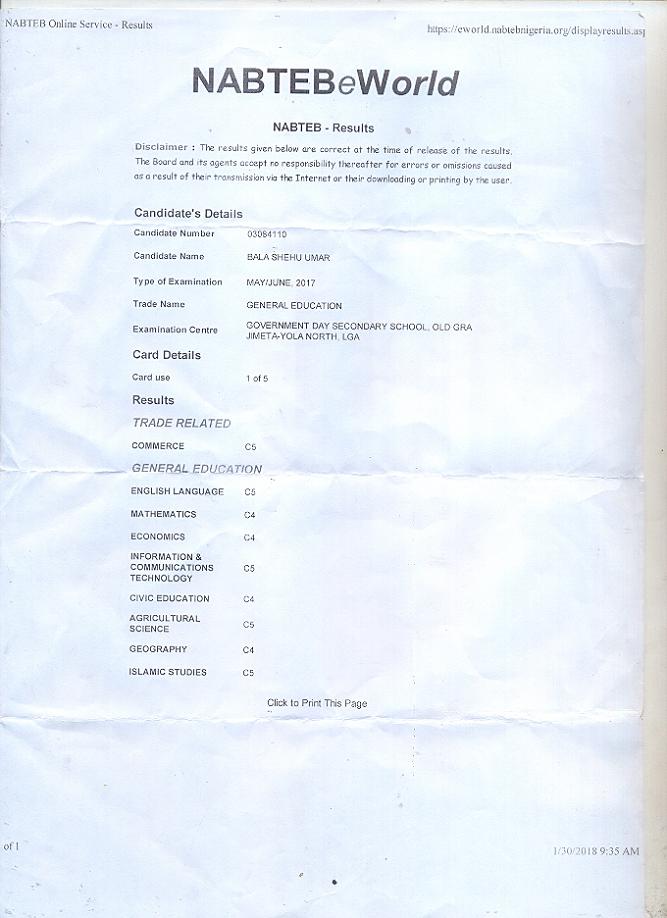 NABTEB Online Service - Results
https://eworld.nabtebnigeria.org/displayresults.asp
NABTEBeWorld
NABTEB - Results
Disclaimer : The results given below are correct at the time of release of the results.
The Board and its agents accept no responsibility thereafter for errors or omissions caused
as a result of their transmission via the Internet or their downloading or printing by the user.
Candidate's Details
Candidate Number 03084110
Candidate Name BALA SHEHU UMAR
Type of Examination MAY/JUNE, 2017
Trade Name GENERAL EDUCATION
Examination Centre GOVERNMENT DAY SECONDARY SCHOOL, OLD GRA
JIMETA-YOLA NORTH, LGA
Card Details
Card use 1 of 5
Results
TRADE RELATED
COMMERCE C5
GENERAL EDUCATION
ENGLISH LANGUAGE C5
MATHEMATICS C4
ECONOMICS C4
INFORMATION &
COMMUNICATIONS C5
TECHNOLOGY
CIVIC EDUCATION C4
AGRICULTURAL
SCIENCE C5
GEOGRAPHY C4
ISLAMIC STUDIES C5
Click to Print This Page
of 1
1/30/2018 9:35 AM